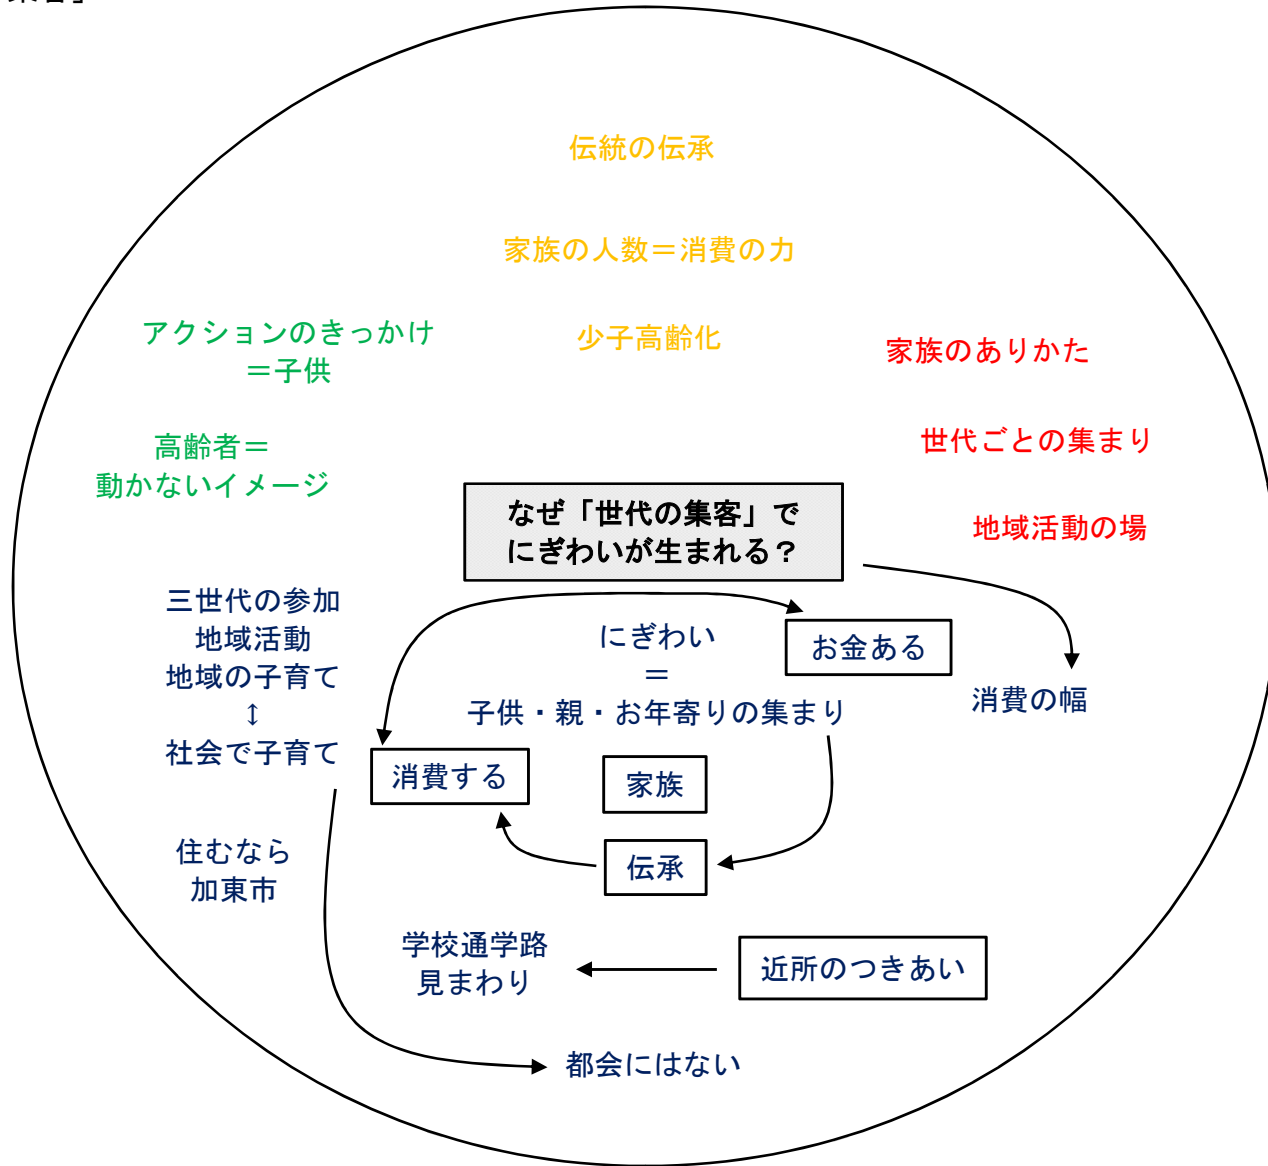 集客」
伝統の伝承
家族の人数＝消費の力
少子高齢化
アクションのきっかけ
＝子供
高齢者＝
動かないイメージ
家族のありかた
世代ごとの集まり
地域活動の場
なぜ「世代の集客」で
にぎわいが生まれる？
三世代の参加
地域活動
地域の子育て
↕
社会で子育て
にぎわい
＝
子供・親・お年寄りの集まり
お金ある
消費の幅
消費する
家族
伝承
住むなら
加東市
学校通学路
見まわり
近所のつきあい
都会にはない